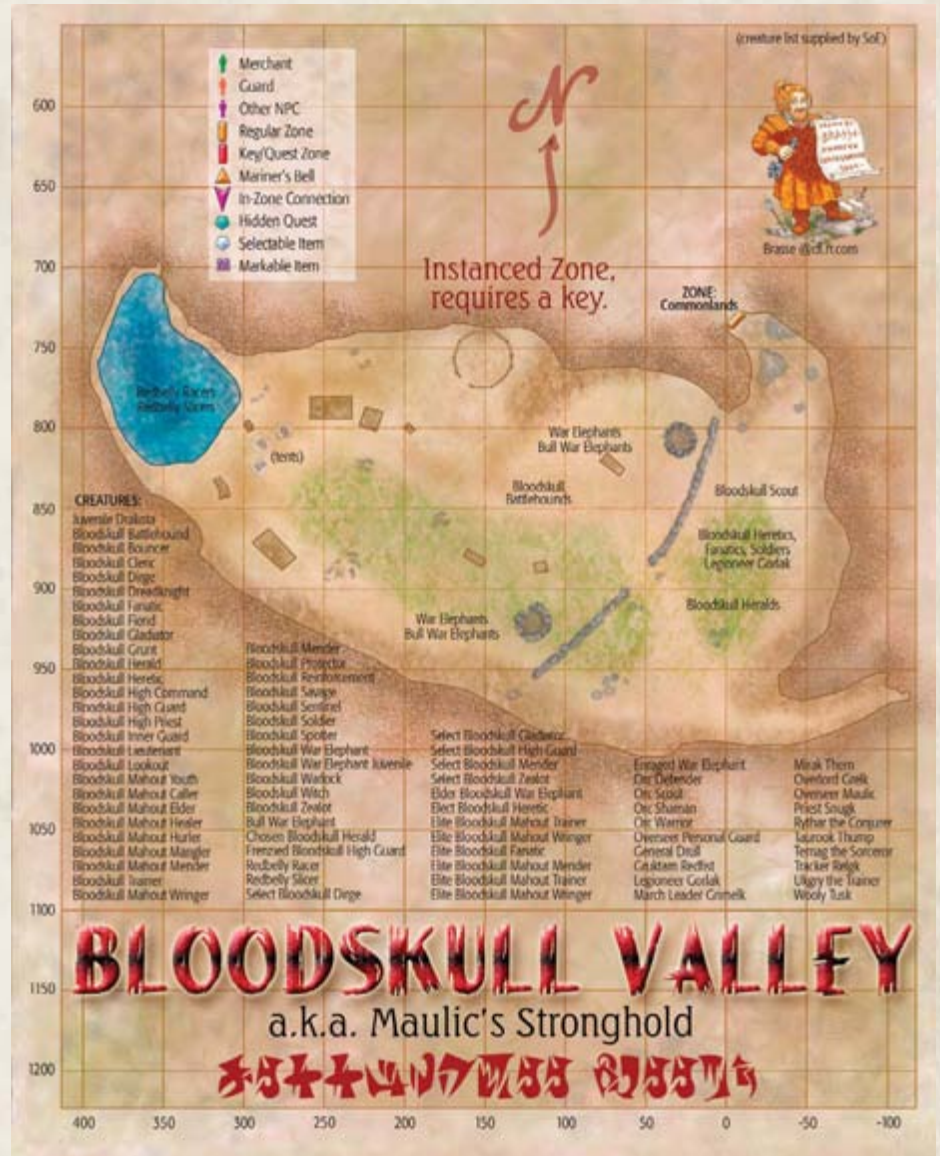 (creature list supplied by SoE)
Merchant
Guard
Other NPC
Regular Zone
Key/Quest Zone
Mariner's Bell
In-Zone Connection
Hidden Quest
Selectable Item
Markable Item
N
Instanced Zone,
requires a key.
ZONE:
Commonlands
Redbelly Racers
Redbelly Slicers
(tents)
War Elephants
Bull War Elephants
Bloodskull
Battlehounds
Bloodskull Scout
Bloodskull Heretics,
Fanatics, Soldiers
Legioneer Gorlak
Bloodskull Heralds
War Elephants
Bull War Elephants
CREATURES:
Juvenile Drakota
Bloodskull Battlehound
Bloodskull Bouncer
Bloodskull Cleric
Bloodskull Dirge
Bloodskull Dreadknight
Bloodskull Fanatic
Bloodskull Fiend
Bloodskull Gladiator
Bloodskull Grunt
Bloodskull Herald
Bloodskull Heretic
Bloodskull High Command
Bloodskull High Guard
Bloodskull High Priest
Bloodskull Inner Guard
Bloodskull Lieutenant
Bloodskull Lookout
Bloodskull Mahout Youth
Bloodskull Mahout Caller
Bloodskull Mahout Elder
Bloodskull Mahout Healer
Bloodskull Mahout Hurler
Bloodskull Mahout Mangler
Bloodskull Mahout Mender
Bloodskull Trainer
Bloodskull Mahout Wringer
Bloodskull Mender
Bloodskull Protector
Bloodskull Reinforcement
Bloodskull Savage
Bloodskull Sentinel
Bloodskull Soldier
Bloodskull Spotter
Bloodskull War Elephant
Bloodskull War Elephant Juvenile
Bloodskull Warlock
Bloodskull Witch
Bloodskull Zealot
Bull War Elephant
Chosen Bloodskull Herald
Frenzied Bloodskull High Guard
Redbelly Racer
Redbelly Slicer
Select Bloodskull Dirge
Select Bloodskull Gladiator
Select Bloodskull High Guard
Select Bloodskull Mender
Select Bloodskull Zealot
Elder Bloodskull War Elephant
Elect Bloodskull Heretic
Elite Bloodskull Mahout Trainer
Elite Bloodskull Mahout Wringer
Elite Bloodskull Fanatic
Elite Bloodskull Mahout Mender
Elite Bloodskull Mahout Trainer
Elite Bloodskull Mahout Wringer
Enraged War Elephant
Orc Defender
Orc Scout
Orc Shaman
Orc Warrior
Overseer Personal Guard
General Drull
Gruktam Redfist
Legioneer Gorlak
March Leader Grimelk
Mirak Thorn
Overlord Grelk
Overseer Maulic
Priest Snugk
Rythar the Conjurer
Taurook Thump
Ternag the Sorceror
Tracker Relgk
Ukgry the Trainer
Wooly Tusk
600
650
700
750
800
850
900
950
1000
1050
1100
1150
1200
BLOODSKULL VALLEY
a.k.a. Maulic's Stronghold
400 350 300 250 200 150 100 50 0 -50 -100